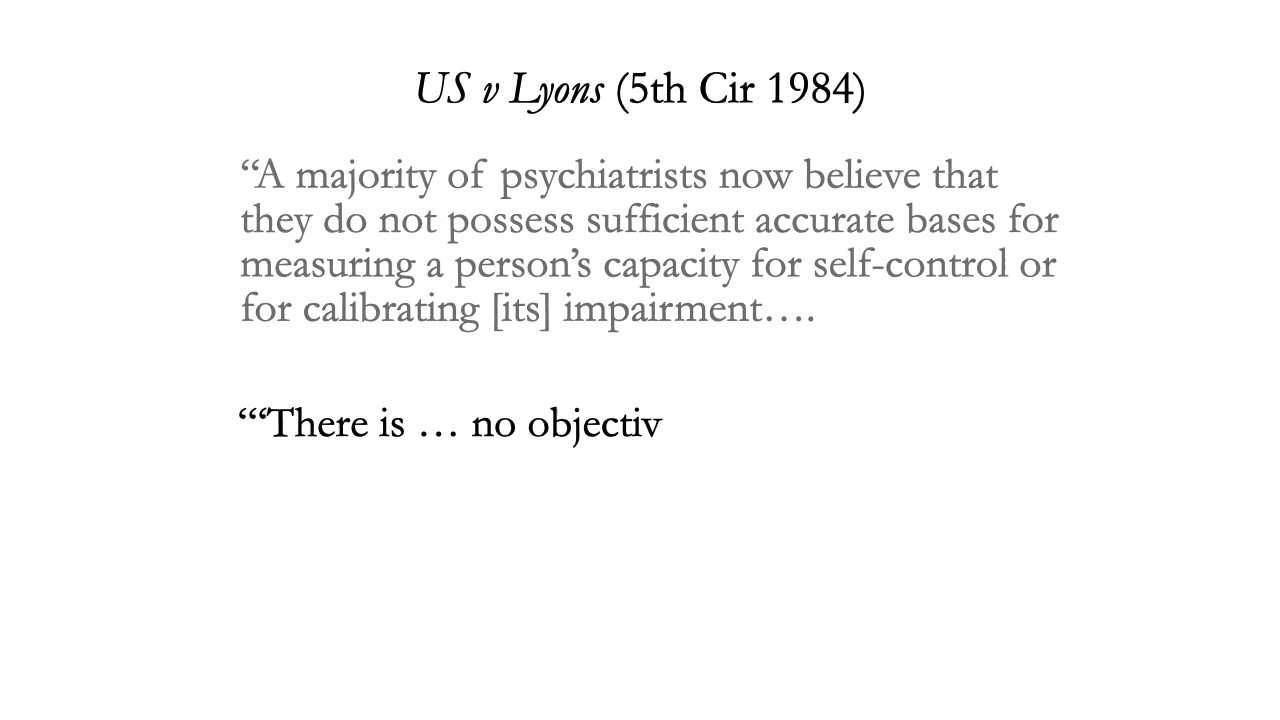 US v Lyons (5th Cir 1984)
“A majority of psychiatrists now believe that
they do not possess sufficient accurate bases for
measuring a person’s capacity for self-control or
for calibrating [its] impairment….
“‘There is … no objectiv